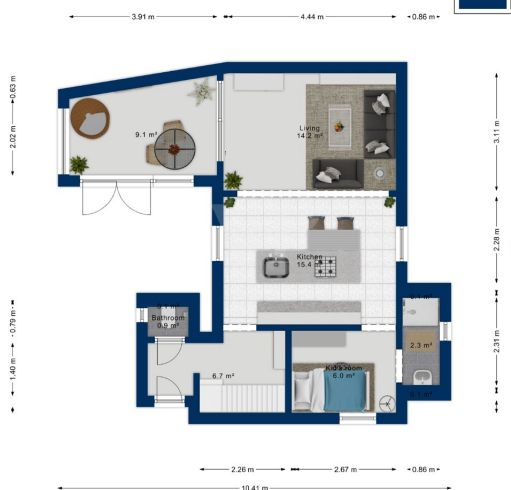 3.91 m
4.44 m
0.86 m
0.63 m
2.02 m
9.1 m²
Living
14.2 m²
3.11 m
2.28 m
Kitchen
15.4 m²
0.79 m
1.40 m
Bathroom
0.9 m²
6.7 m²
Kid's room
6.0 m²
2.3 m²
2.31 m
2.26 m
2.67 m
0.86 m
10.41 m